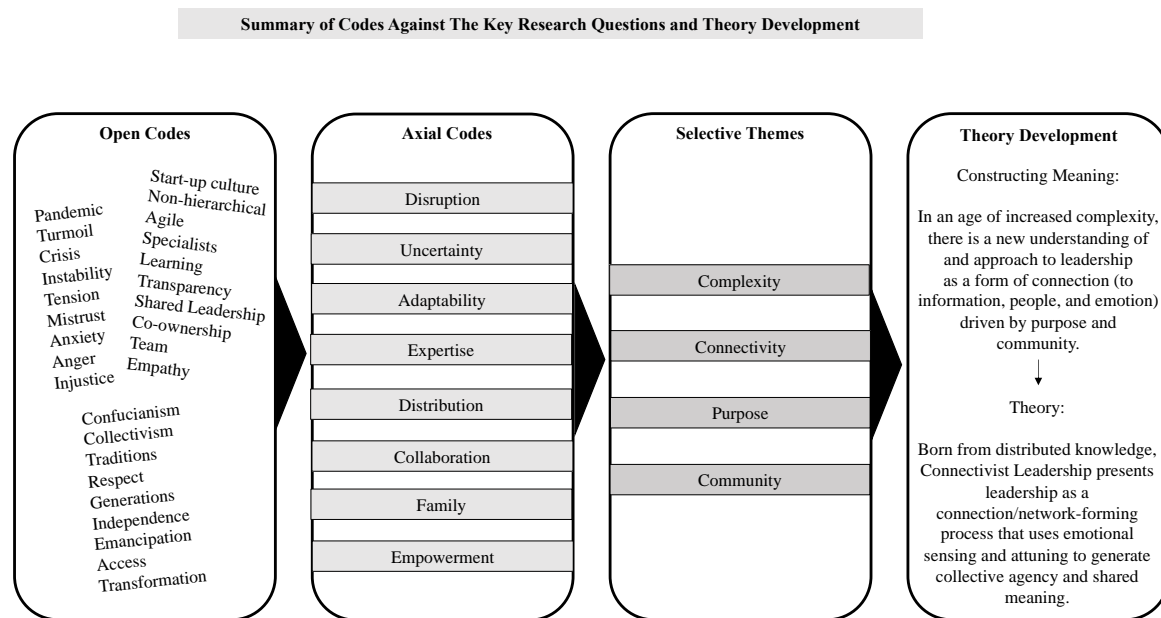 Summary of Codes Against The Key Research Questions and Theory Development
Open Codes
Pandemic
Turmoil
Crisis
Instability
Tension
Mistrust
Anxiety
Anger
Injustice
Start-up culture
Non-hierarchical
Agile
Specialists
Learning
Transparency
Shared Leadership
Co-ownership
Team
Empathy
Confucianism
Collectivism
Traditions
Respect
Generations
Independence
Emancipation
Access
Transformation
Axial Codes
Disruption
Uncertainty
Adaptability
Expertise
Distribution
Collaboration
Family
Empowerment
Selective Themes
Complexity
Connectivity
Purpose
Community
Theory Development
Constructing Meaning:
In an age of increased complexity,
there is a new understanding of
and approach to leadership
as a form of connection (to
information, people, and emotion)
driven by purpose and
community.
Theory:
Born from distributed knowledge,
Connectivist Leadership presents
leadership as a
connection/network-forming
process that uses emotional
sensing and attuning to generate
collective agency and shared
meaning.